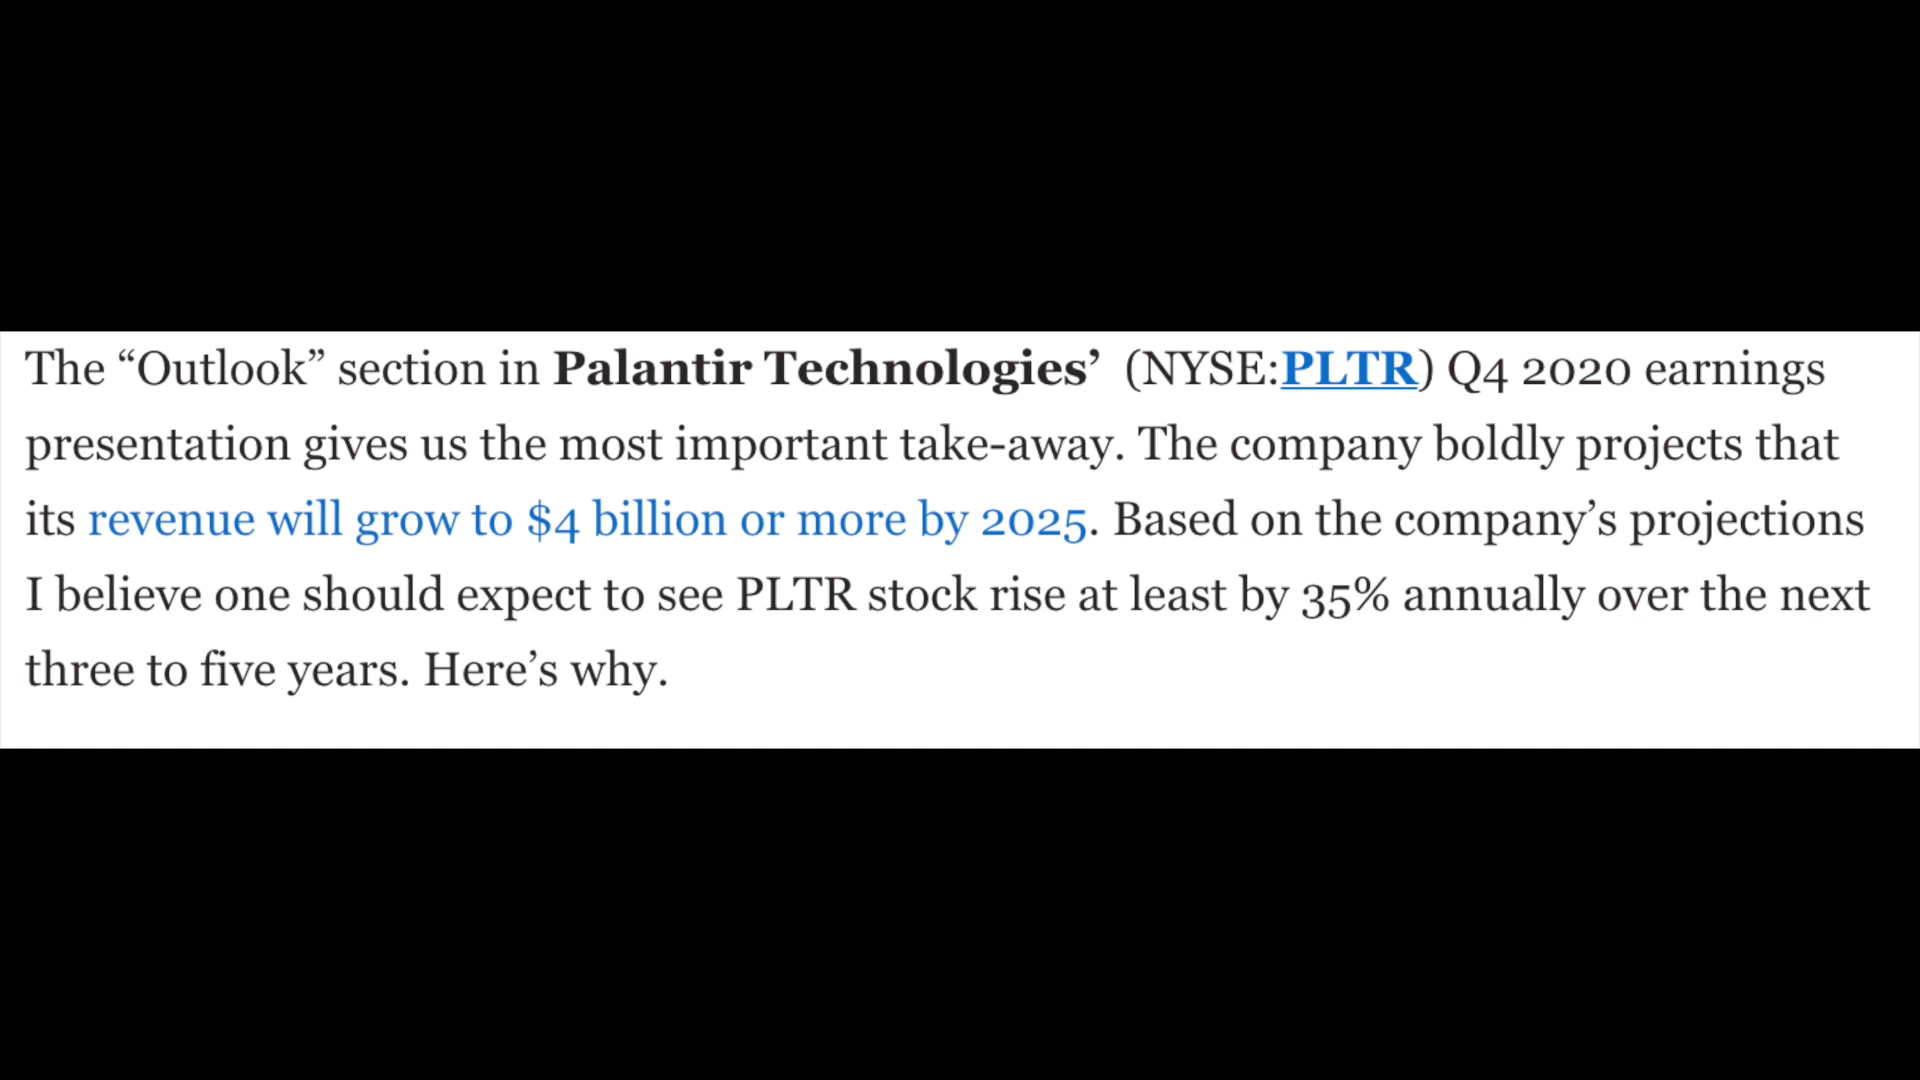 The “Outlook” section in Palantir Technologies’ (NYSE:PLTR) Q4 2020 earnings
presentation gives us the most important take-away. The company boldly projects that
its revenue will grow to $4 billion or more by 2025. Based on the company’s projections
I believe one should expect to see PLTR stock rise at least by 35% annually over the next
three to five years. Here’s why.